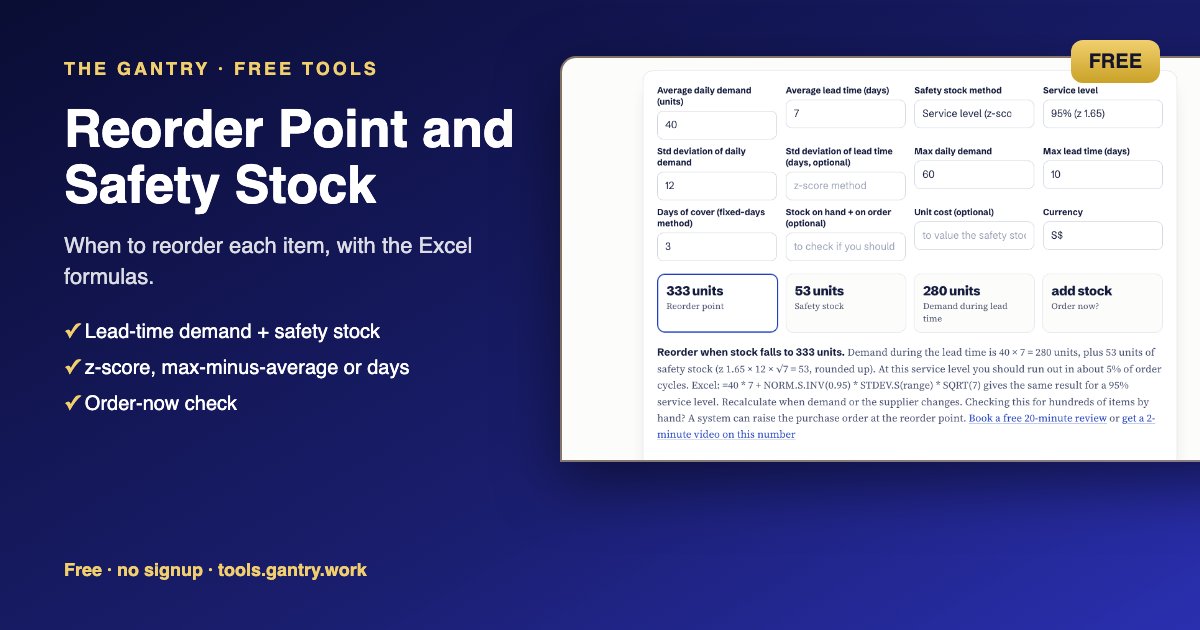 THE GANTRY · FREE TOOLS
Reorder Point and
Safety Stock
When to reorder each item, with the Excel
formulas.
✔ Lead-time demand + safety stock
✔ z-score, max-minus-average or days
✔ Order-now check
Free · no signup · tools.gantry.work
FREE
Average daily demand
(units)
40
Average lead time (days)
7
Safety stock method
Service level (z-sco
Service level
95% (z 1.65)
Std deviation of daily
demand
12
Std deviation of lead time
(days, optional)
z-score method
Max daily demand
60
Max lead time (days)
10
Days of cover (fixed-days
method)
3
Stock on hand + on order
(optional)
to check if you should
Unit cost (optional)
to value the safety sto
Currency
S$
333 units
Reorder point
53 units
Safety stock
280 units
Demand during lead
time
add stock
Order now?
Reorder when stock falls to 333 units. Demand during the lead time is 40 × 7 = 280 units, plus 53 units of
safety stock (z 1.65 × 12 × √7 = 53, rounded up). At this service level you should run out in about 5% of order
cycles. Excel: =40 * 7 + NORM.S.INV(0.95) * STDEV.S(range) * SQRT(7) gives the same result for a 95%
service level. Recalculate when demand or the supplier changes. Checking this for hundreds of items by
hand? A system can raise the purchase order at the reorder point. Book a free 20-minute review or get a 2-
minute video on this number